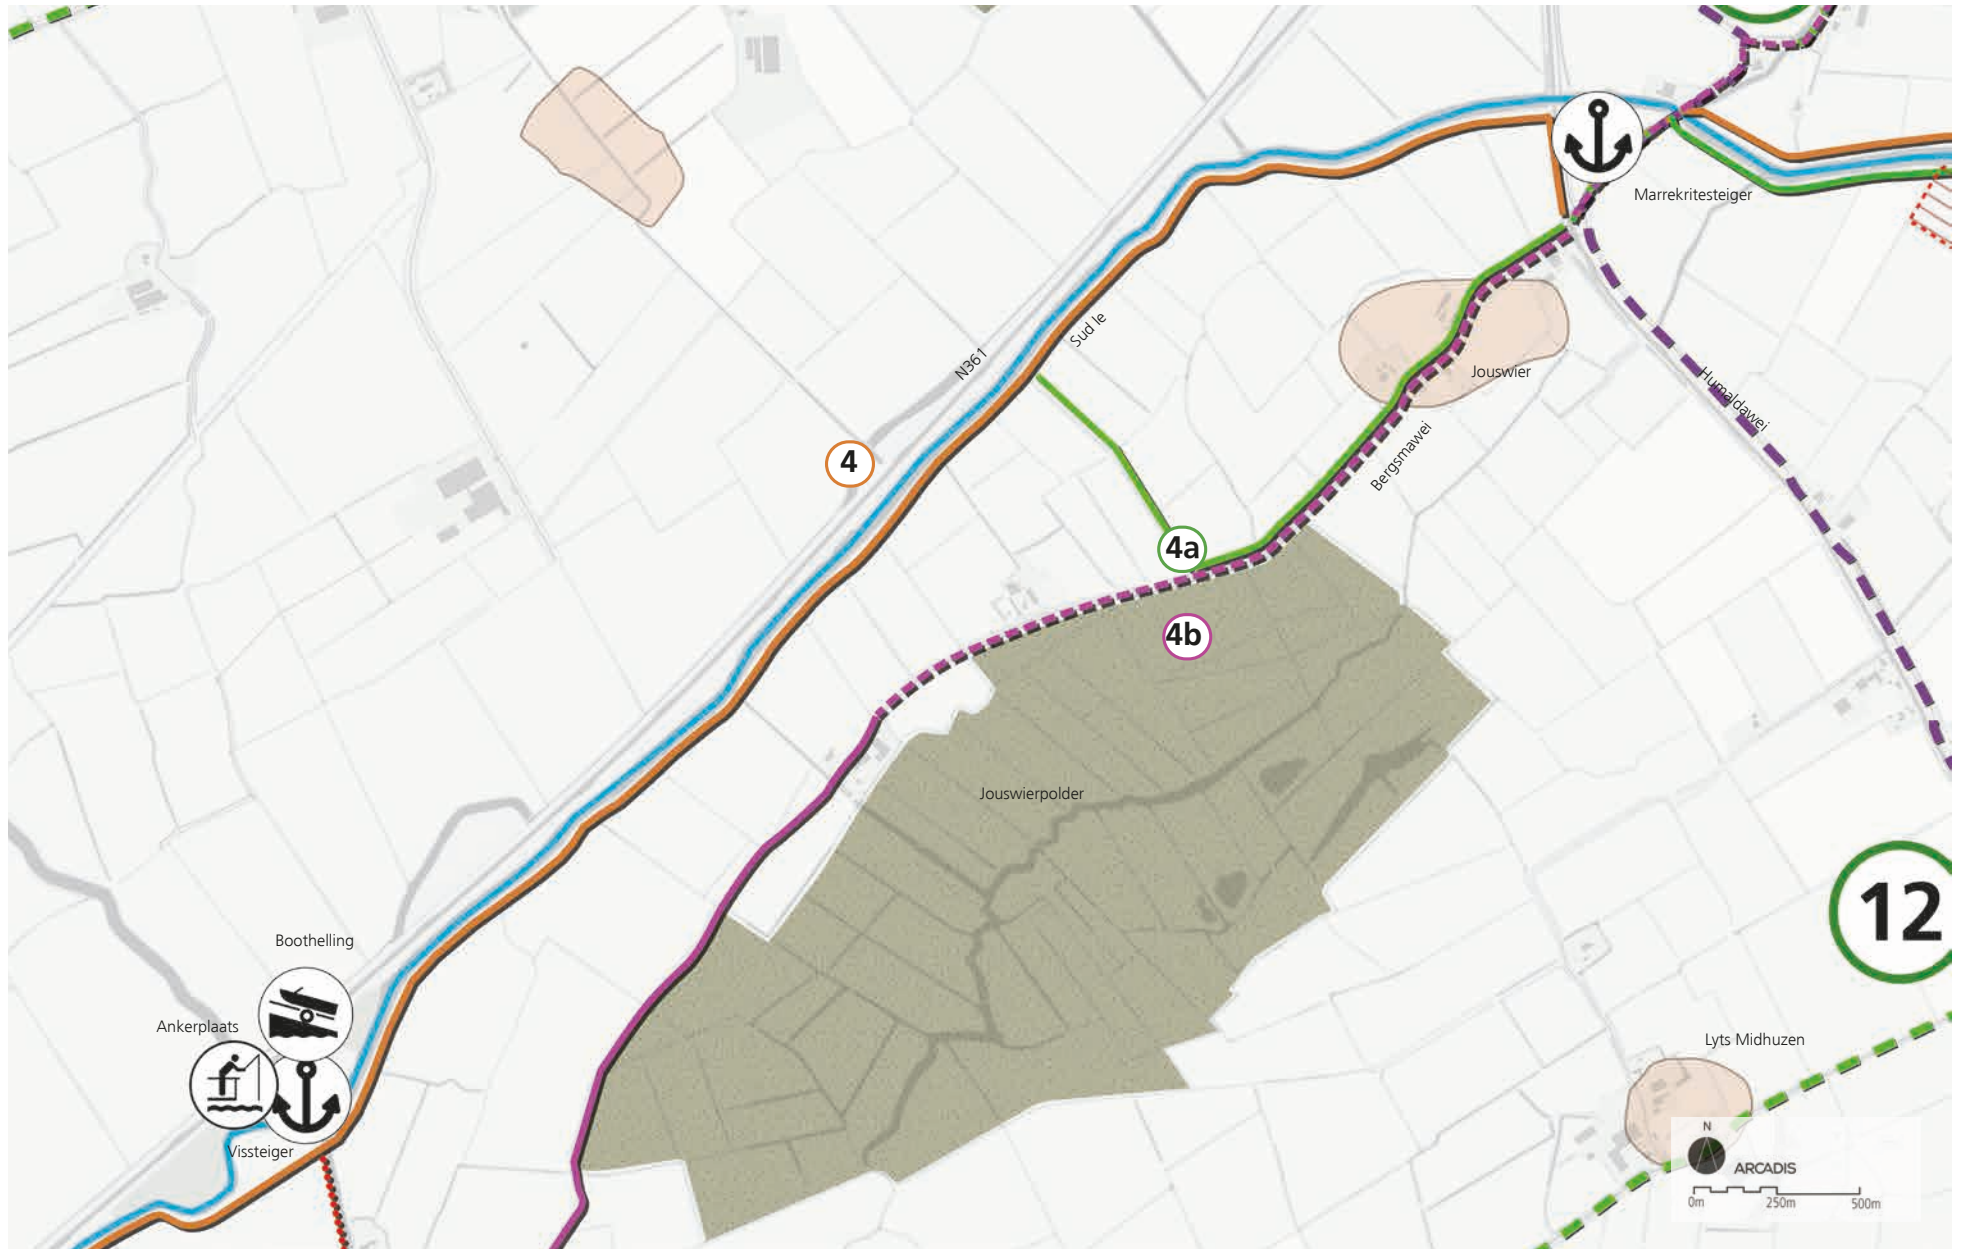 Marrekritesteiger
Sud Ie
N361
Jouswier
Humaldawei
Bergsmawei
4
4a
4b
Jouswierpolder
12
Boothelling
Ankerplaats
Vissteiger
Lyts Midhuzen
N
ARCADIS
0m 250m 500m